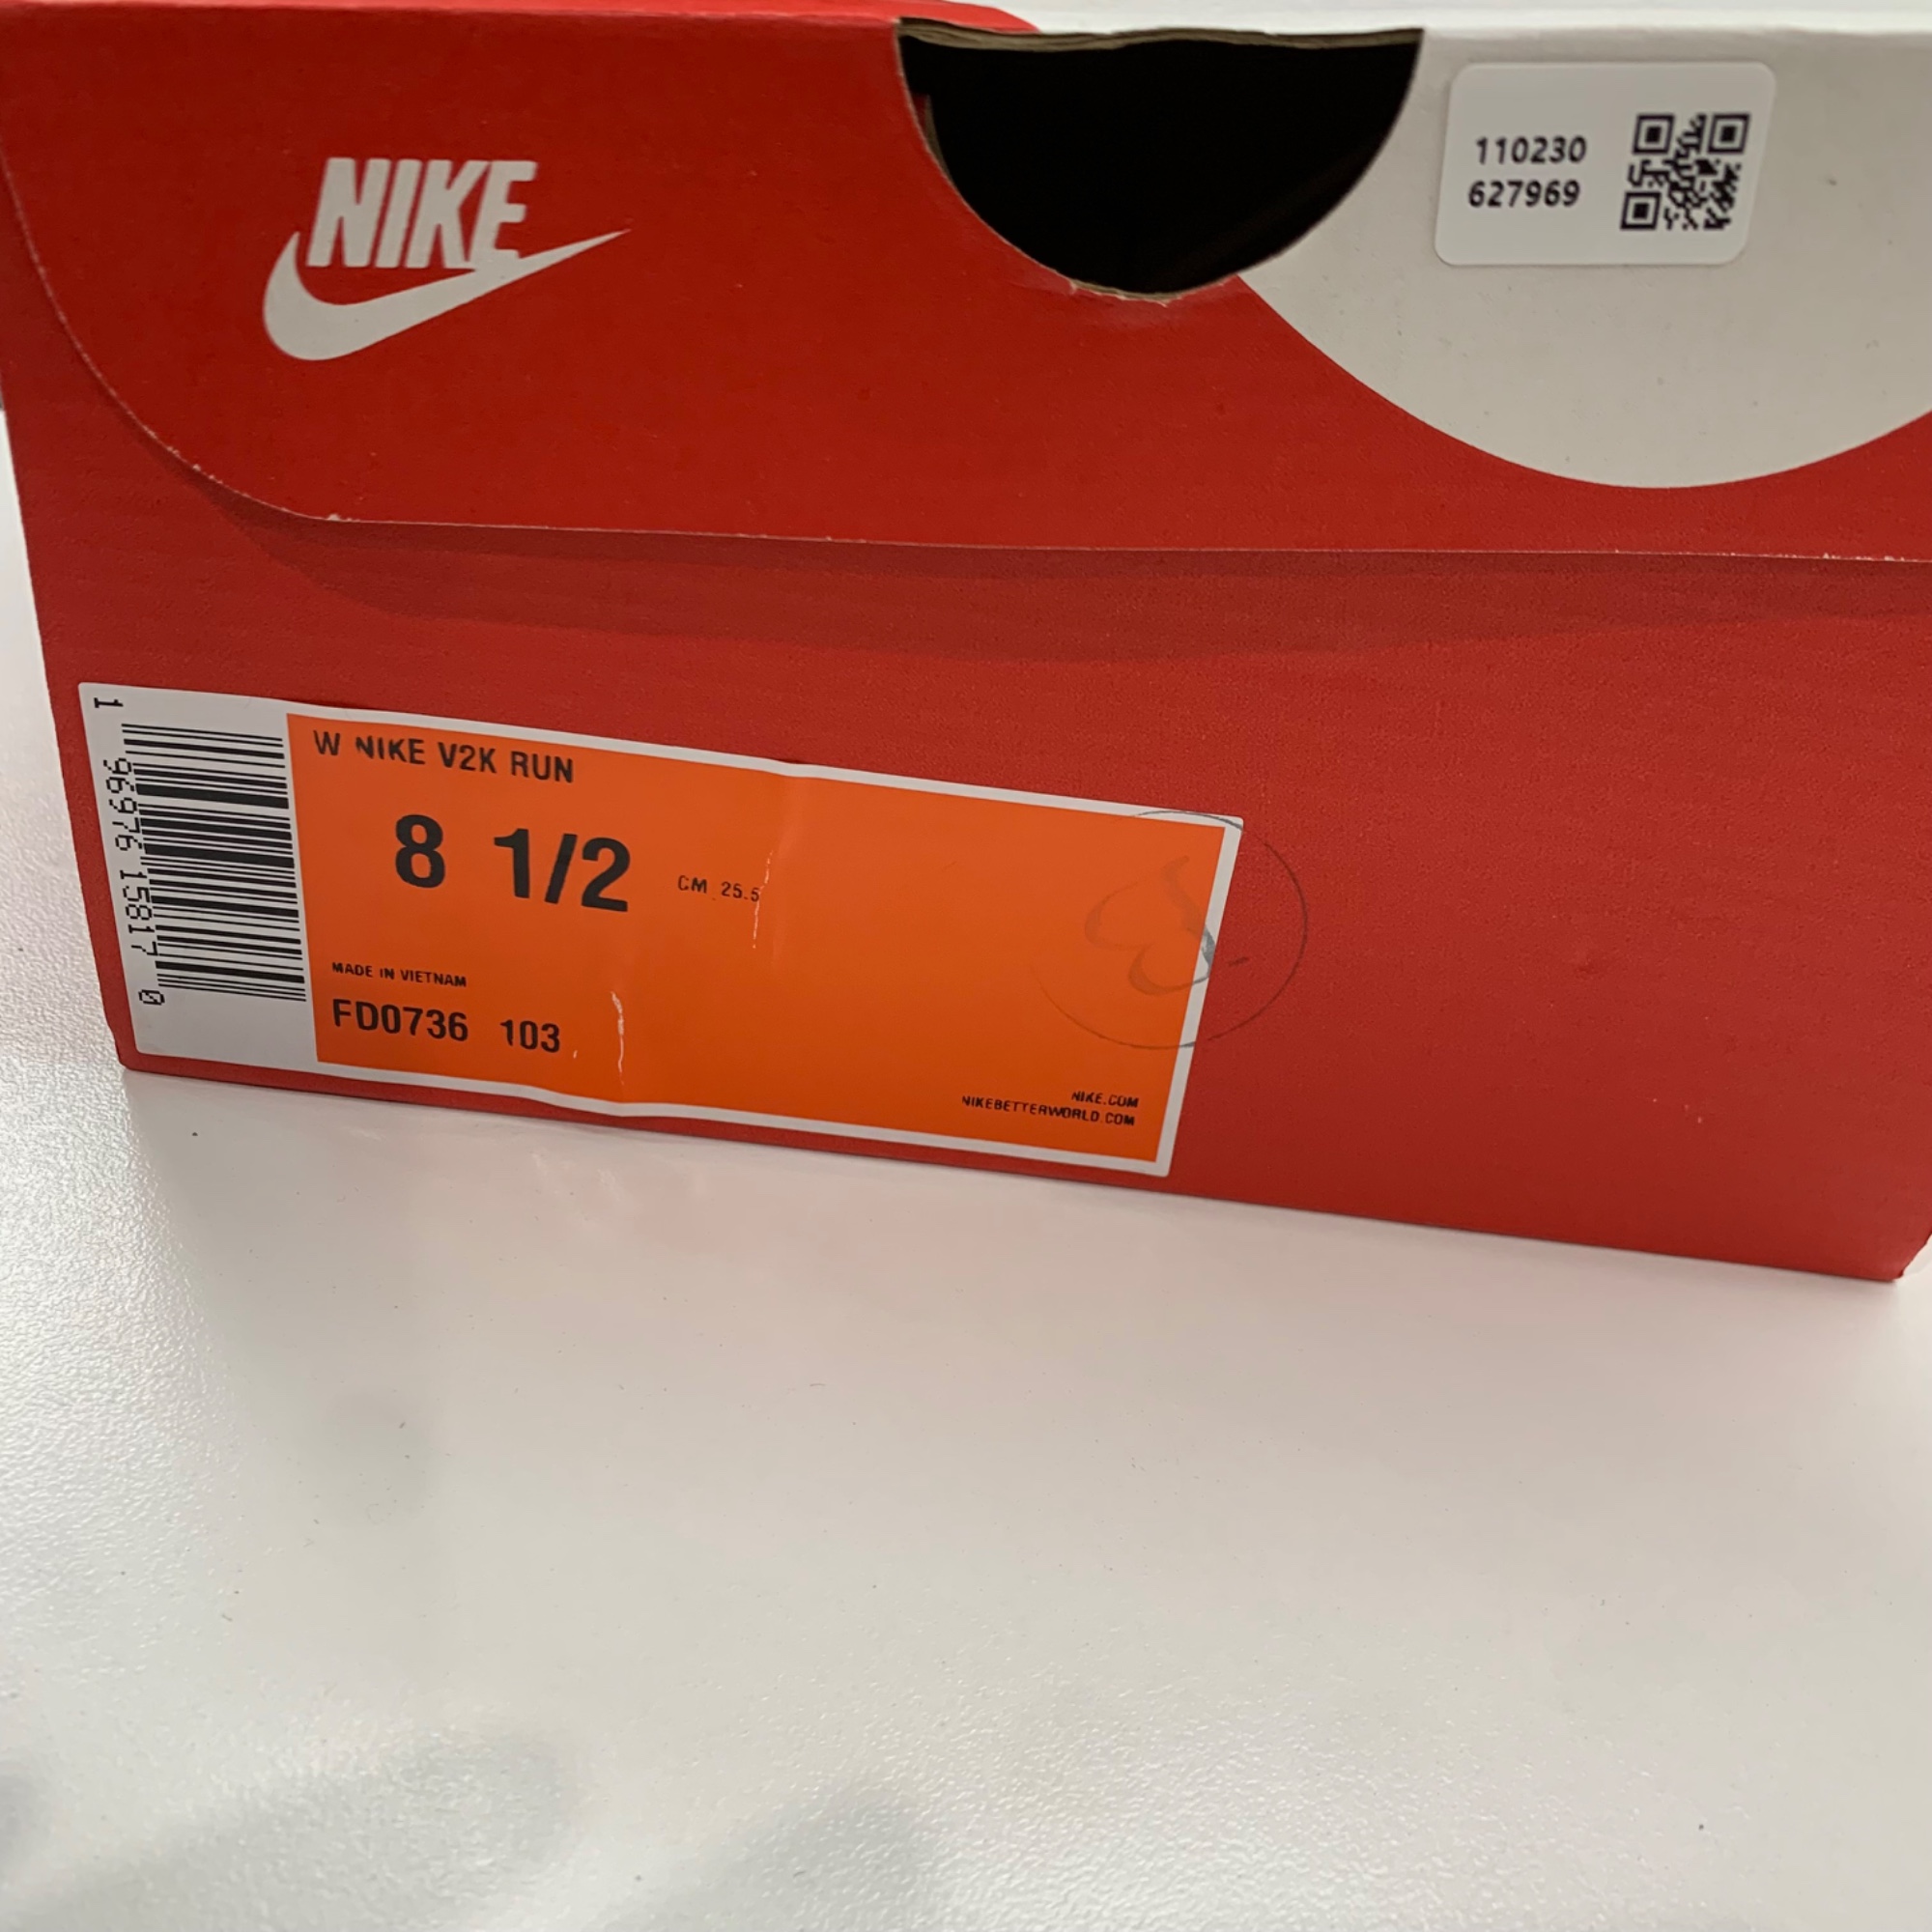 NIKE
110230
627969
W NIKE V2K RUN
8 1/2 CM 25.5
MADE IN VIETNAM
FD0736 103
NIKE.COM
NIKEBETTERWORLD.COM
1 96976 15817 0